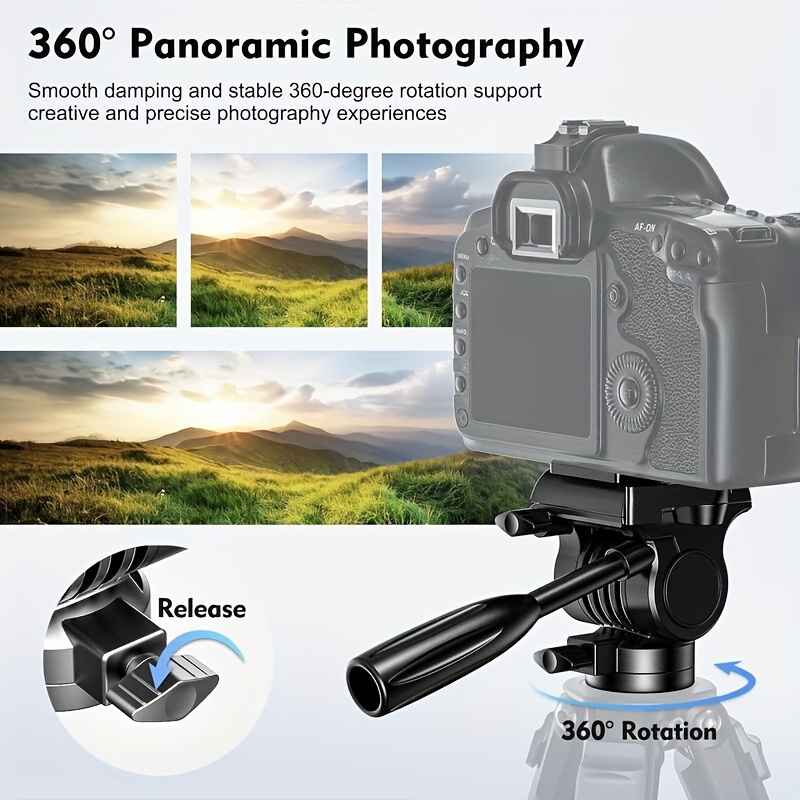 360° Panoramic Photography
Smooth damping and stable 360-degree rotation support
creative and precise photography experiences
AF-ON
MENU
INFO.
Release
360° Rotation